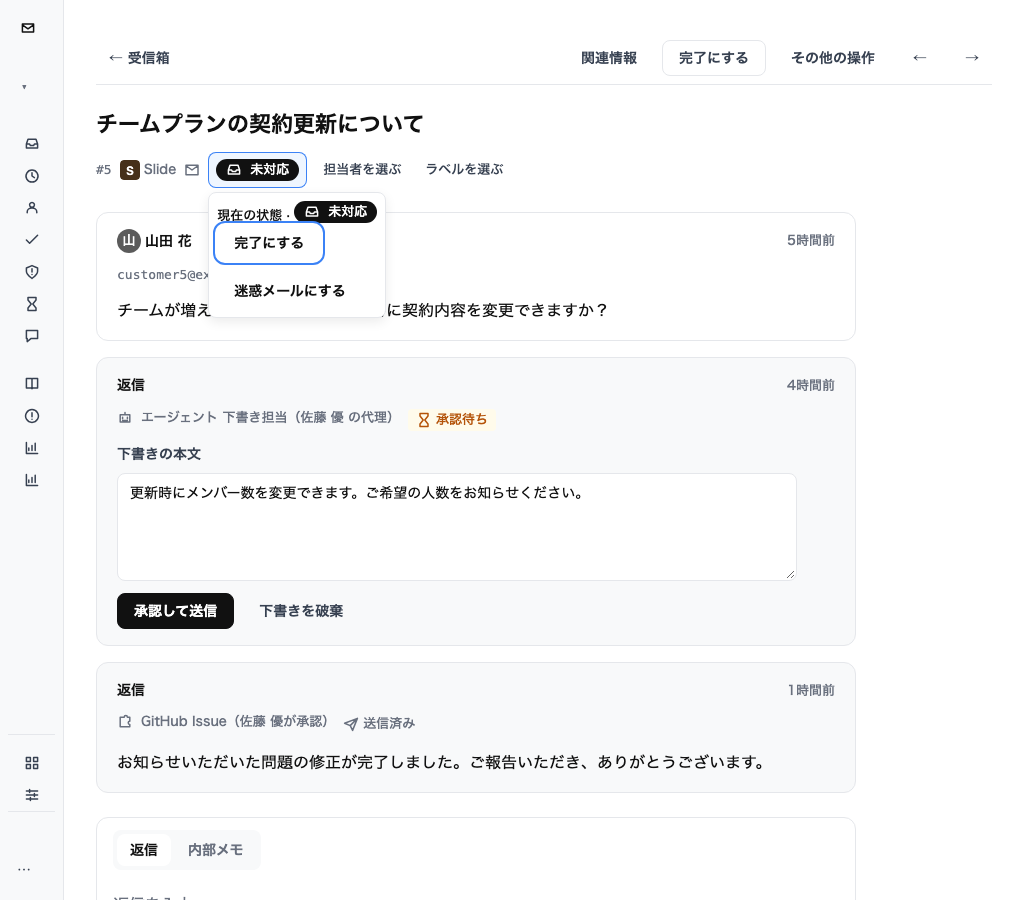 ← 受信箱
関連情報
完了にする
その他の操作
←
→
チームプランの契約更新について
#5 S Slide 未対応 担当者を選ぶ ラベルを選ぶ
現在の状態 · 未対応
完了にする
迷惑メールにする
山 山田 花
5時間前
customer5@ex
チームが増え に契約内容を変更できますか？
返信
4時間前
エージェント 下書き担当（佐藤 優 の代理） 承認待ち
下書きの本文
更新時にメンバー数を変更できます。ご希望の人数をお知らせください。
承認して送信 下書きを破棄
返信
1時間前
GitHub Issue（佐藤 優が承認） 送信済み
お知らせいただいた問題の修正が完了しました。ご報告いただき、ありがとうございます。
返信 内部メモ